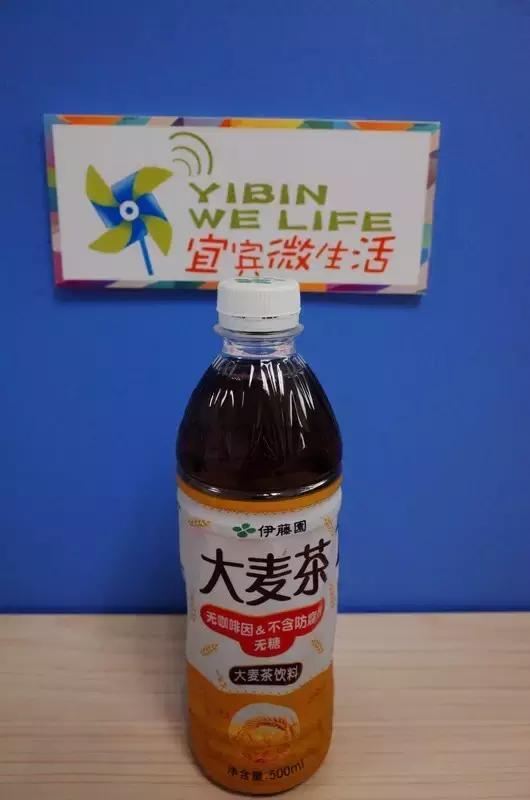 YIBIN
WE LIFE
宜宾微生活
伊藤園
大麦茶
无咖啡因&不含防腐剂
无糖
大麦茶饮料
净含量:500ml